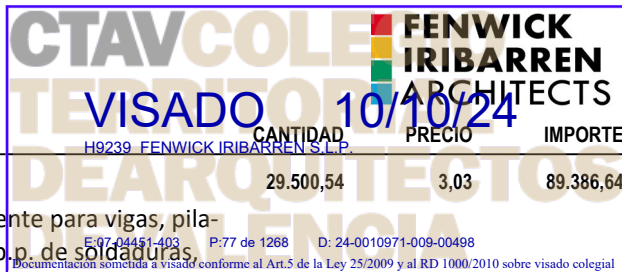 CTAV COLEGIO
TERRITORIAL
DE ARQUITECTOS
DE VALENCIA
FENWICK
IRIBARREN
ARCHITECTS
VISADO 10/10/24
H9239 FENWICK IRIBARREN S.L.P.
CANTIDAD PRECIO IMPORTE
29.500,54 3,03 89.386,64
ente para vigas, pila-
p.p. de soldaduras,
E:07-04451-403 P:77 de 1268 D: 24-0010971-009-00498
Documentación sometida a visado conforme al Art.5 de la Ley 25/2009 y al RD 1000/2010 sobre visado colegial